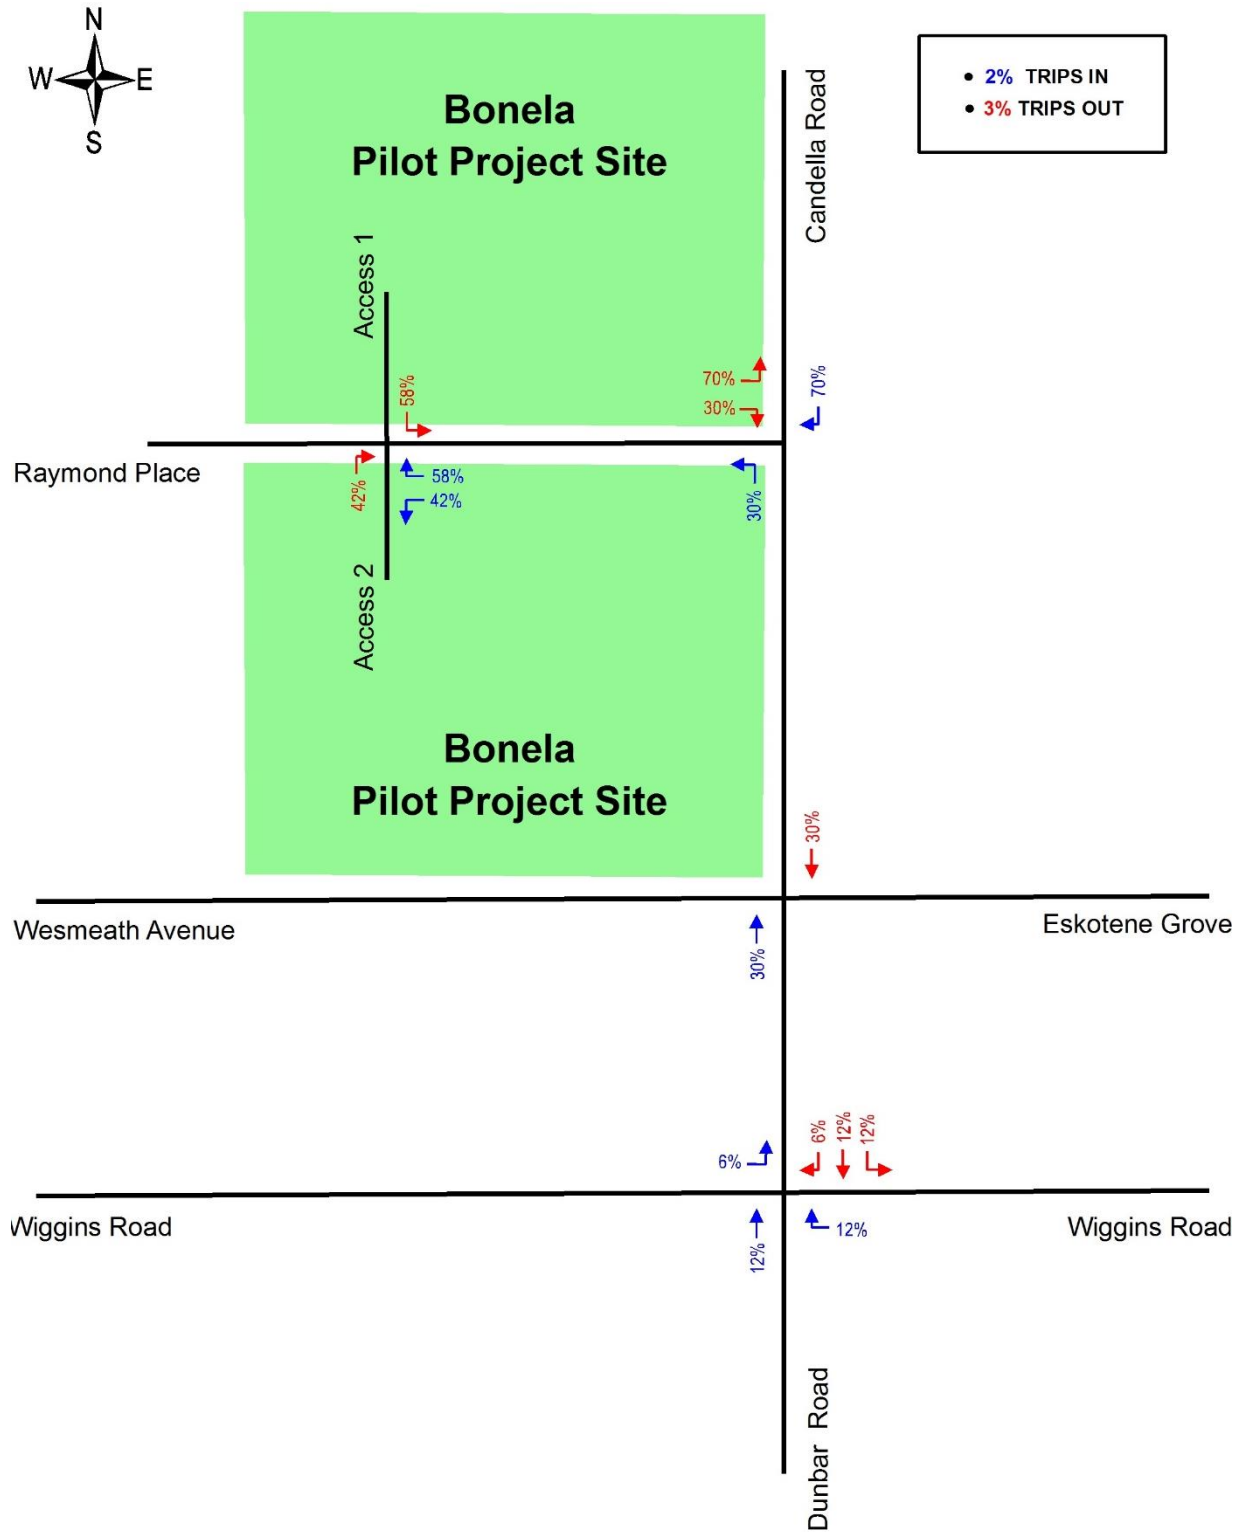 N
W E
S
Bonela
Pilot Project Site
Candella Road
2% TRIPS IN
3% TRIPS OUT
Access 1
58%
70%
30%
70%
Raymond Place
42%
58%
42%
30%
Access 2
Bonela
Pilot Project Site
30%
Wesmeath Avenue
Eskotene Grove
30%
6%
12%
12%
6%
Wiggins Road
Wiggins Road
12%
12%
Dunbar Road